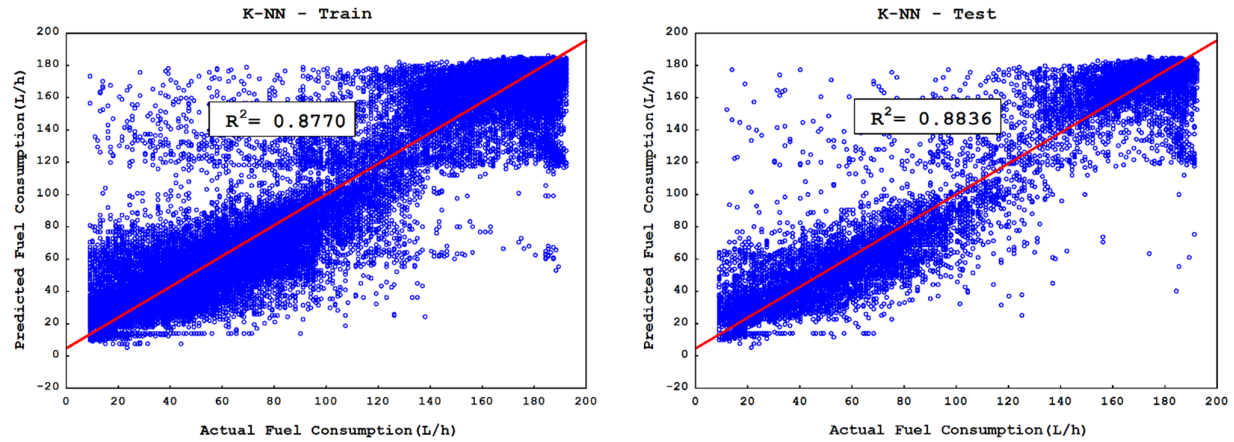 K-NN - Train
200
180
160
140
120
100
80
60
40
20
0
-20
Predicted Fuel Consumption(L/h)
R²= 0.8770
0 20 40 60 80 100 120 140 160 180 200
Actual Fuel Consumption(L/h)
K-NN - Test
200
180
160
140
120
100
80
60
40
20
0
-20
Predicted Fuel Consumption(L/h)
R²= 0.8836
0 20 40 60 80 100 120 140 160 180 200
Actual Fuel Consumption(L/h)